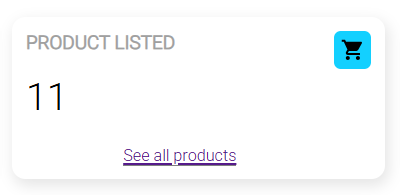 PRODUCT LISTED
11
See all products